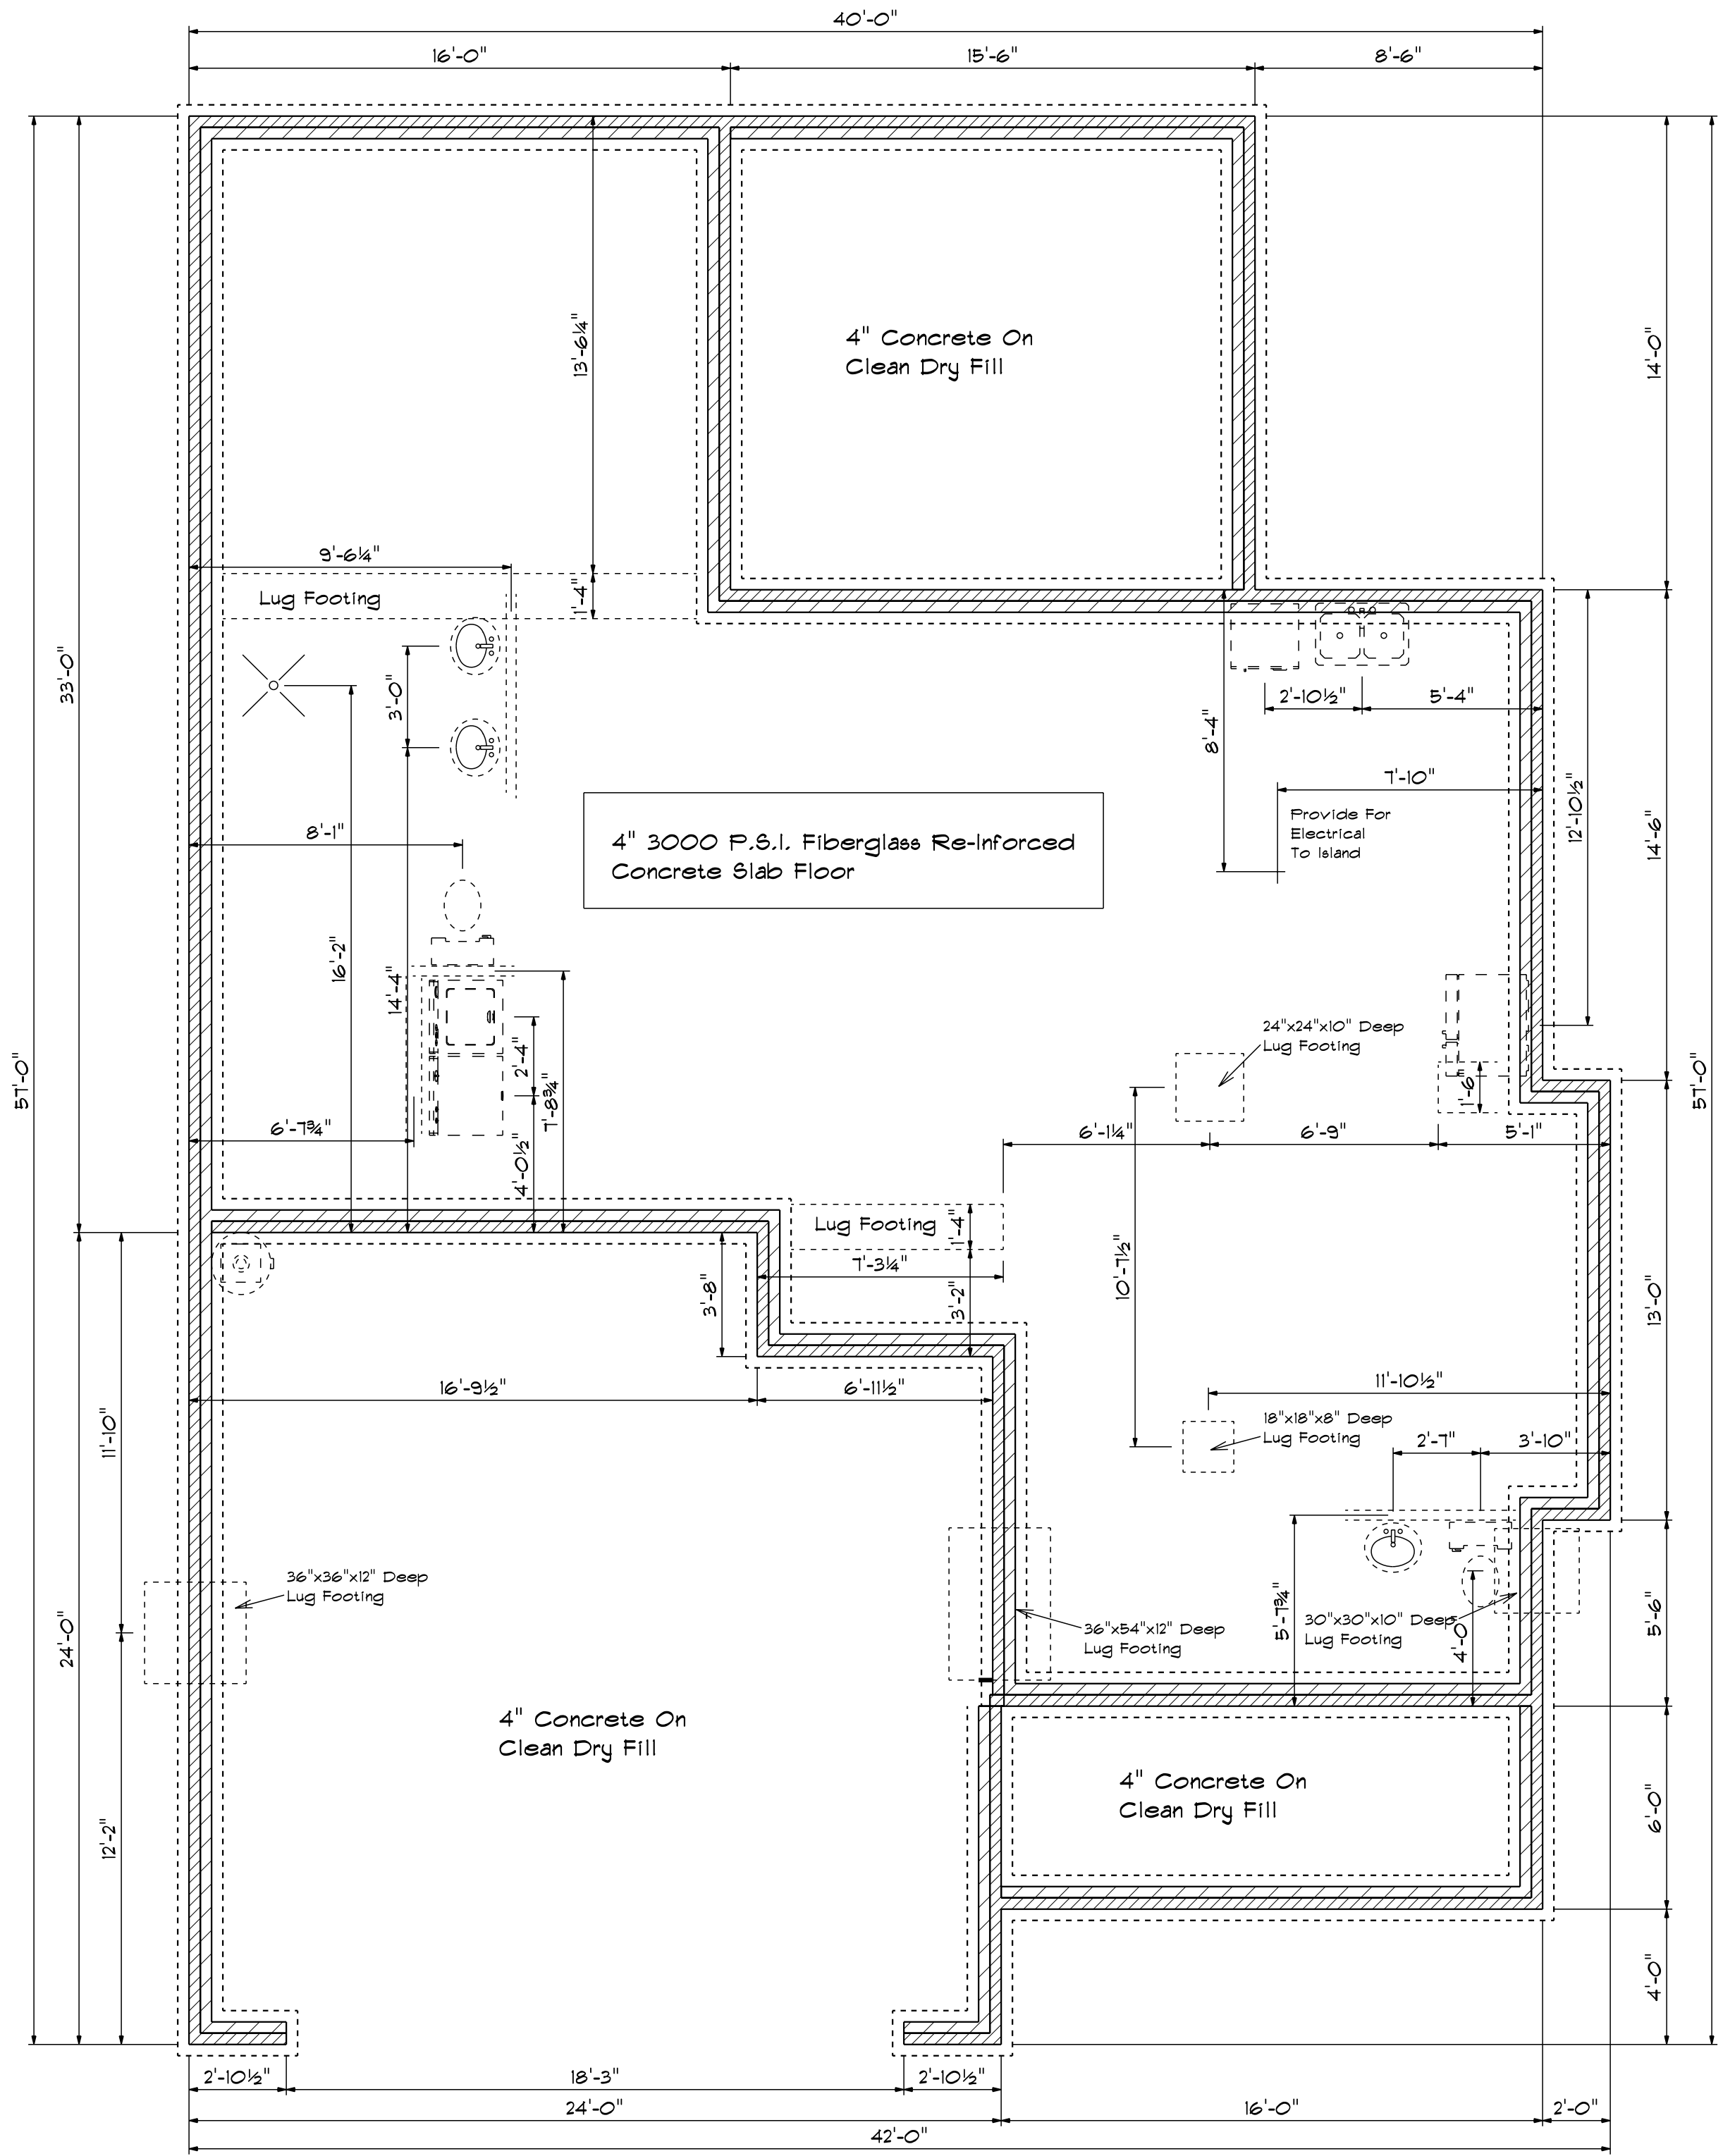 40'-0"
16'-0"
15'-6"
8'-6"
13'-6¼"
4" Concrete On
Clean Dry Fill
14'-0"
9'-6¼"
Lug Footing
1'-4"
33'-0"
3'-0"
2'-10½"
5'-4"
8'-4"
7'-10"
12'-10½"
14'-6"
Provide For
Electrical
To Island
8'-1"
4" 3000 P.S.I. Fiberglass Re-Inforced
Concrete Slab Floor
16'-2"
14'-4"
2'-4"
7'-8¾"
24"x24"x10" Deep
Lug Footing
57'-0"
57'-0"
1'-6"
6'-7¾"
4'-0½"
6'-1¼"
6'-9"
5'-1"
Lug Footing
1'-4"
7'-3¼"
3'-8"
3'-2"
10'-7½"
13'-0"
16'-9½"
6'-11½"
11'-10½"
11'-10"
18"x18"x8" Deep
Lug Footing
2'-7"
3'-10"
36"x36"x12" Deep
Lug Footing
24'-0"
5'-7¾"
30"x30"x10" Deep
Lug Footing
4'-0"
5'-6"
36"x54"x12" Deep
Lug Footing
4" Concrete On
Clean Dry Fill
4" Concrete On
Clean Dry Fill
12'-2"
6'-0"
4'-0"
2'-10½"
18'-3"
2'-10½"
24'-0"
16'-0"
2'-0"
42'-0"